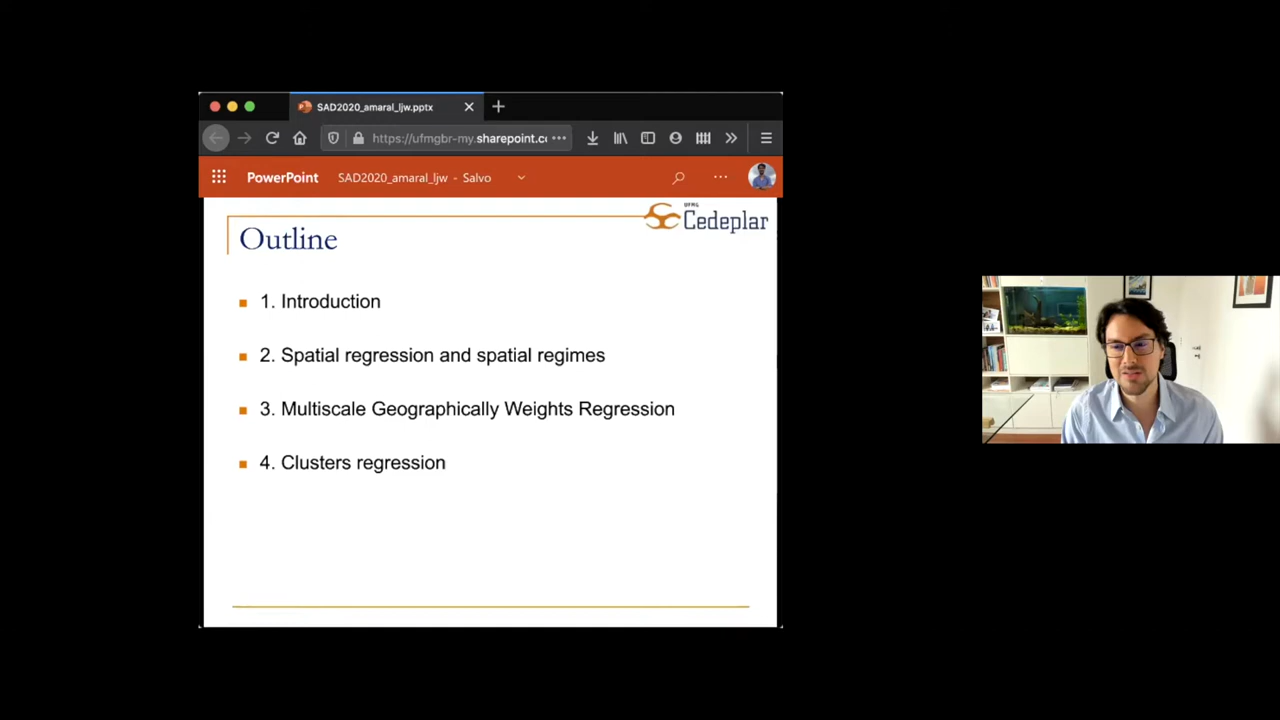 SAD2020_amaral_ljw.pptx
https://ufmgbr-my.sharepoint.c
PowerPoint SAD2020_amaral_ljw - Salvo
UFMG
Cedeplar
Outline
1. Introduction
2. Spatial regression and spatial regimes
3. Multiscale Geographically Weights Regression
4. Clusters regression